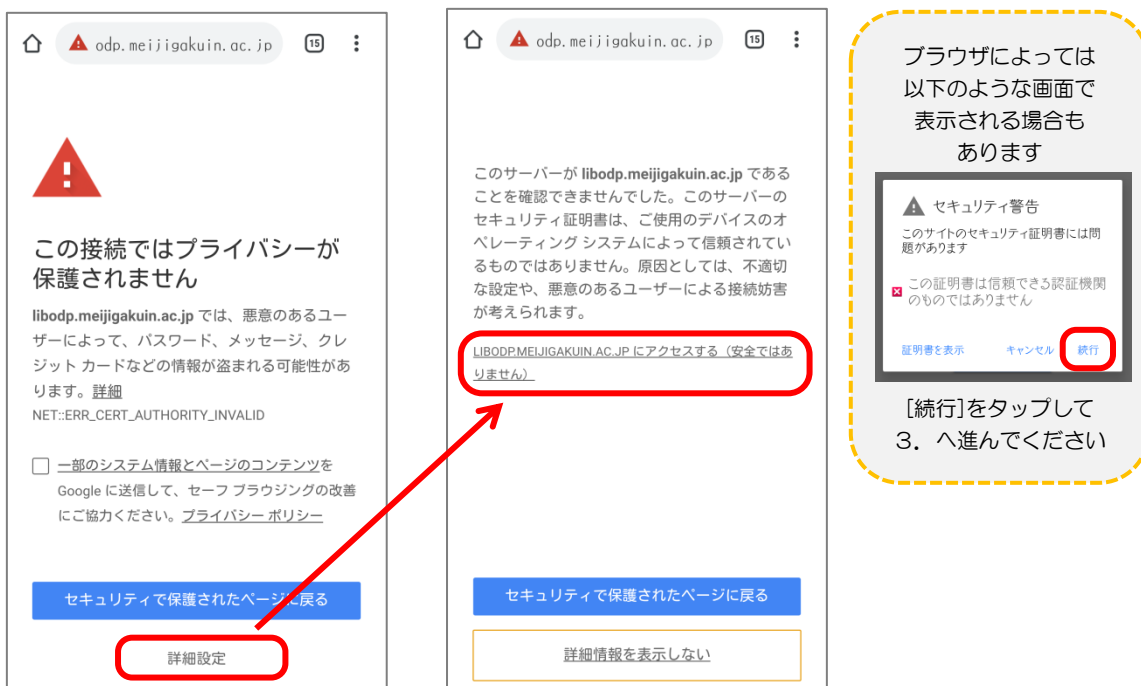 odp.meijigakuin.ac.jp
15
この接続ではプライバシーが
保護されません
libodp.meijigakuin.ac.jp では、悪意のあるユー
ザーによって、パスワード、メッセージ、クレ
ジット カードなどの情報が盗まれる可能性があ
ります。詳細
NET::ERR_CERT_AUTHORITY_INVALID
一部のシステム情報とページのコンテンツを
Google に送信して、セーフ ブラウジングの改善
にご協力ください。プライバシー ポリシー
セキュリティで保護されたページに戻る
詳細設定
odp.meijigakuin.ac.jp
15
このサーバーが libodp.meijigakuin.ac.jp である
ことを確認できませんでした。このサーバーの
セキュリティ証明書は、ご使用のデバイスのオ
ペレーティング システムによって信頼されてい
るものではありません。原因としては、不適切
な設定や、悪意のあるユーザーによる接続妨害
が考えられます。
LIBODP.MEIJIGAKUIN.AC.JP にアクセスする（安全ではあ
りません）
セキュリティで保護されたページに戻る
詳細情報を表示しない
ブラウザによっては
以下のような画面で
表示される場合も
あります
セキュリティ警告
このサイトのセキュリティ証明書には問
題があります
この証明書は信頼できる認証機関
のものではありません
証明書を表示 キャンセル 続行
[続行]をタップして
３．へ進んでください